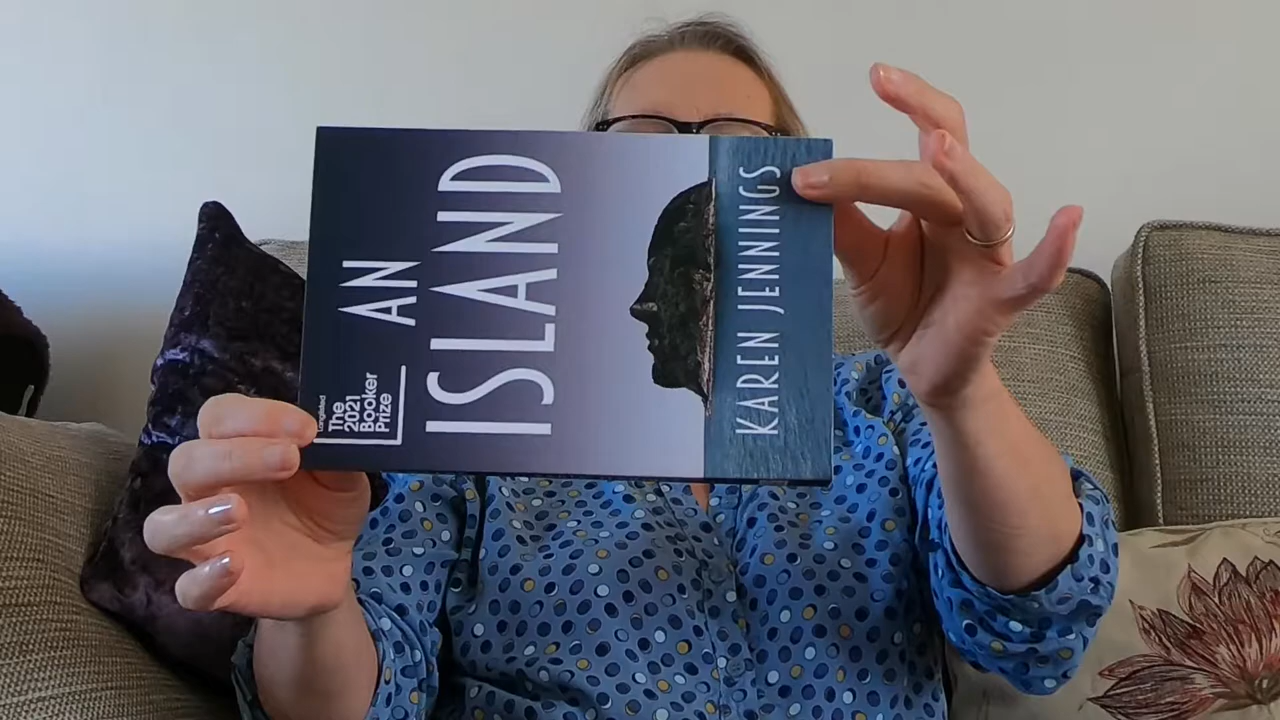 Longlisted
The
2021
Booker
Prize
AN
ISLAND
KAREN JENNINGS